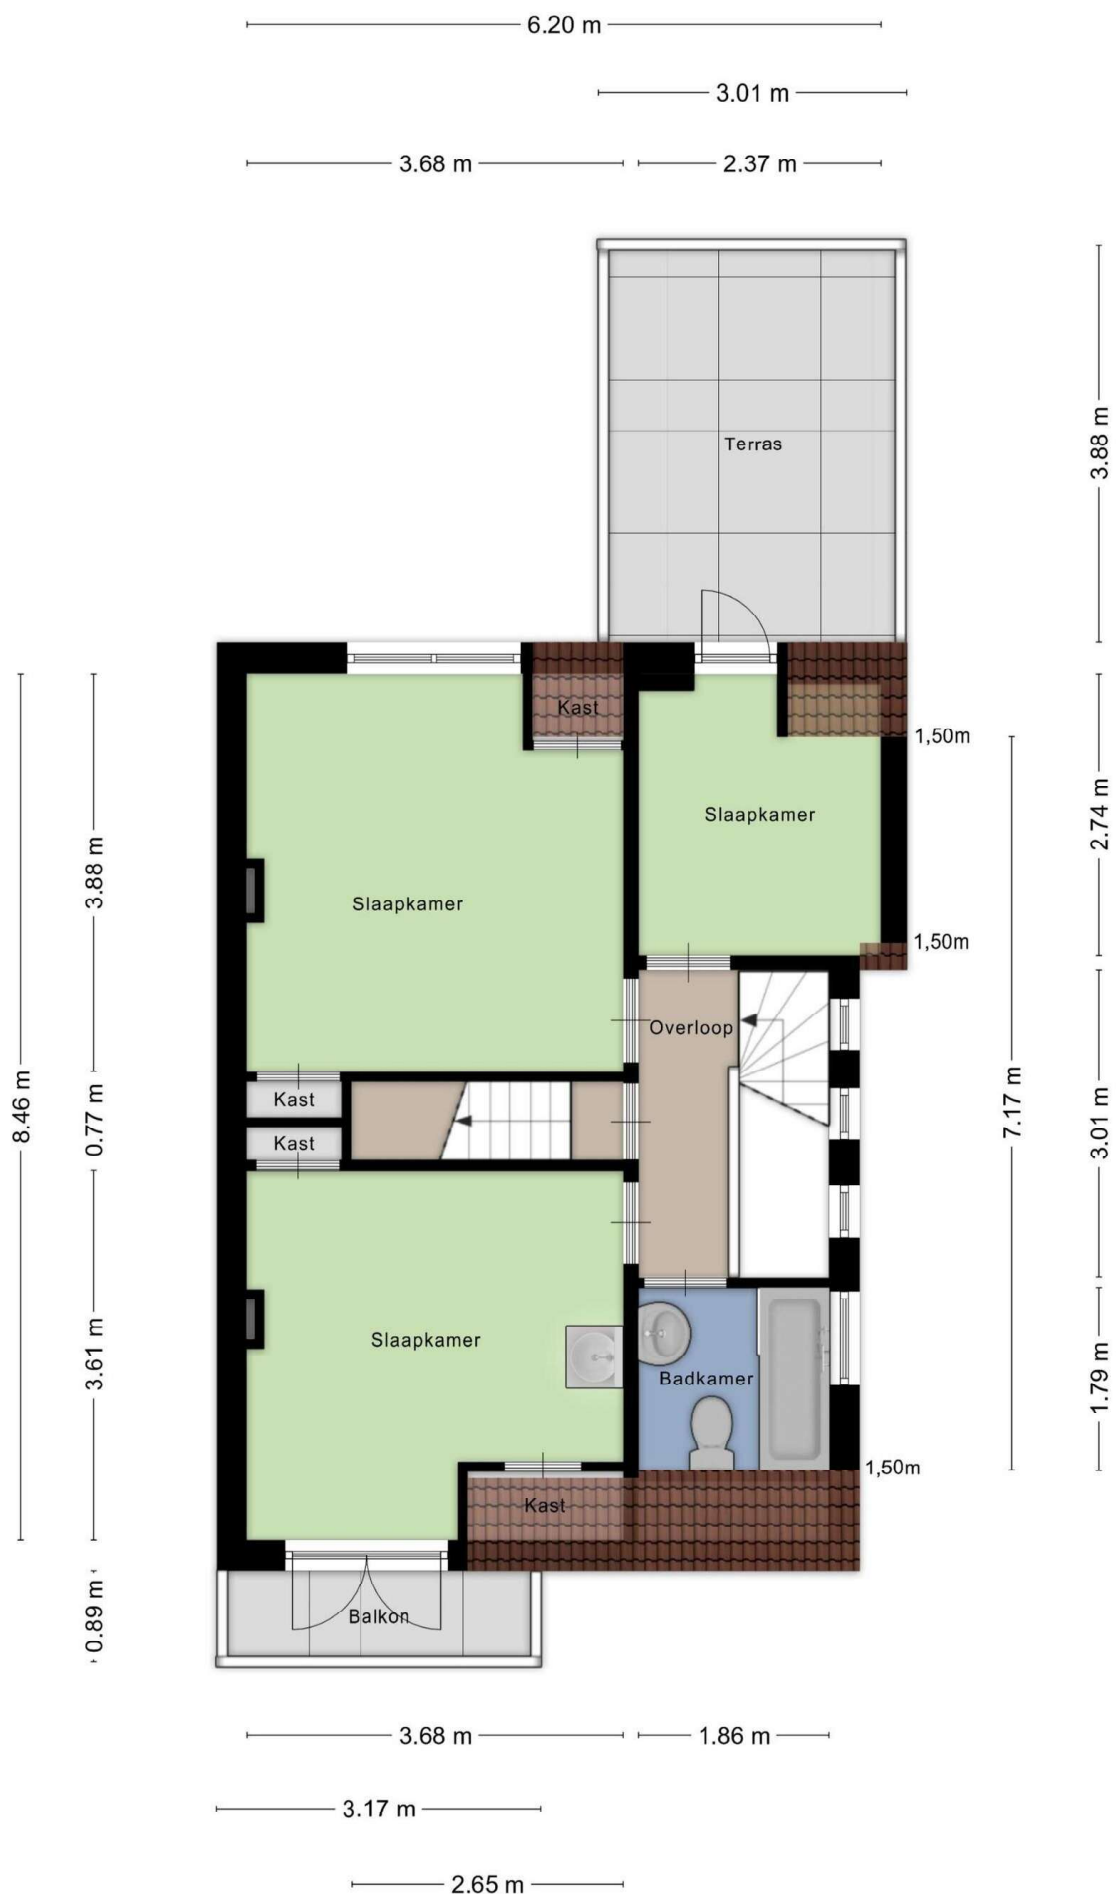 6.20 m
3.01 m
3.68 m
2.37 m
Terras
3.88 m
Kast
1,50m
Slaapkamer
2.74 m
3.88 m
Slaapkamer
1,50m
Overloop
8.46 m
0.77 m
Kast
Kast
7.17 m
3.01 m
3.61 m
Slaapkamer
Badkamer
1.79 m
1,50m
Kast
0.89 m
Balkon
3.68 m
1.86 m
3.17 m
2.65 m